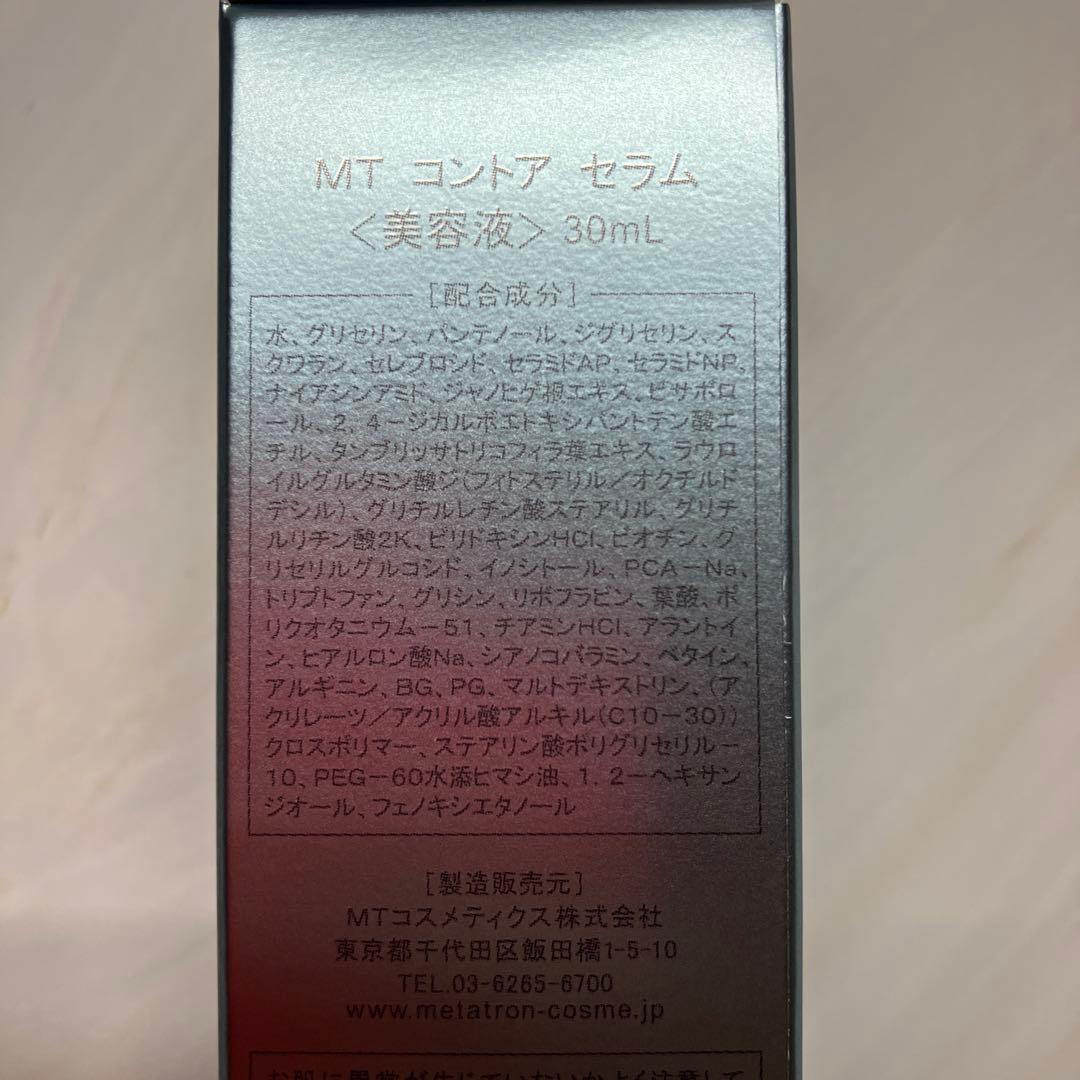 MT コントア セラム
〈美容液〉30mL
[配合成分]
水、グリセリン、パンテノール、ジグリセリン、ス
クワラン、セレブロシド、セラミドAP、セラミドNP、
ナイアシンアミド、ジャノヒゲ根エキス、ビサボロ
ール、2，4－ジカルボエトキシパントテン酸エ
チル、タンブリッサトリコフィラ葉エキス、ラウロ
イルグルタミン酸ジ（フィトステリル／オクチルド
デシル）、グリチルレチン酸ステアリル、グリチ
ルリチン酸2K、ピリドキシンHCl、ビオチン、グ
リセリルグルコシド、イノシトール、PCA－Na、
トリプトファン、グリシン、リボフラビン、葉酸、ポ
リクオタニウム－51、チアミンHCl、アラントイ
ン、ヒアルロン酸Na、シアノコバラミン、ベタイン、
アルギニン、BG、PG、マルトデキストリン、（ア
クリレーツ／アクリル酸アルキル（C10－30））
クロスポリマー、ステアリン酸ポリグリセリル－
10、PEG－60水添ヒマシ油、1，2－ヘキサン
ジオール、フェノキシエタノール
[製造販売元]
MTコスメティクス株式会社
東京都千代田区飯田橋1-5-10
TEL.03-6265-6700
www.metatron-cosme.jp
お肌に異常が生じていないかよく注意して